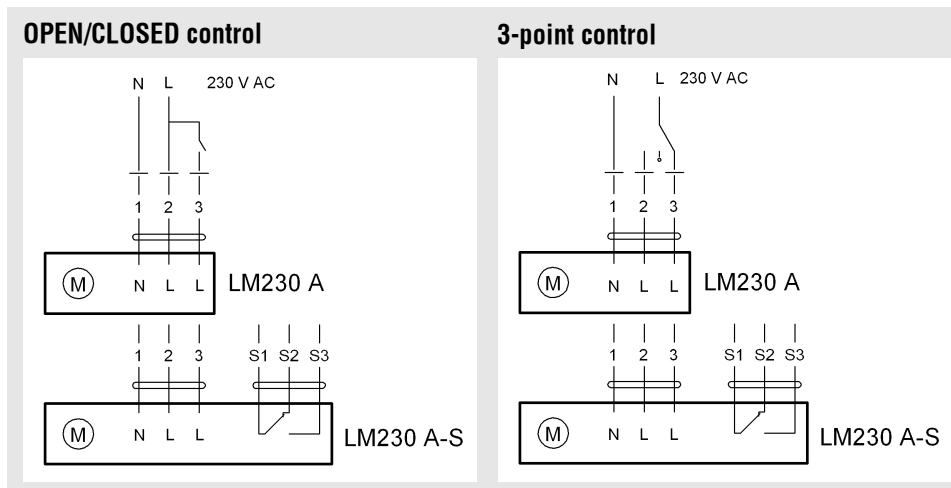 OPEN/CLOSED control
N L 230 V AC
1 2 3
M N L L LM230 A
1 2 3 S1 S2 S3
M N L L LM230 A-S
3-point control
N L 230 V AC
1 2 3
M N L L LM230 A
1 2 3 S1 S2 S3
M N L L LM230 A-S